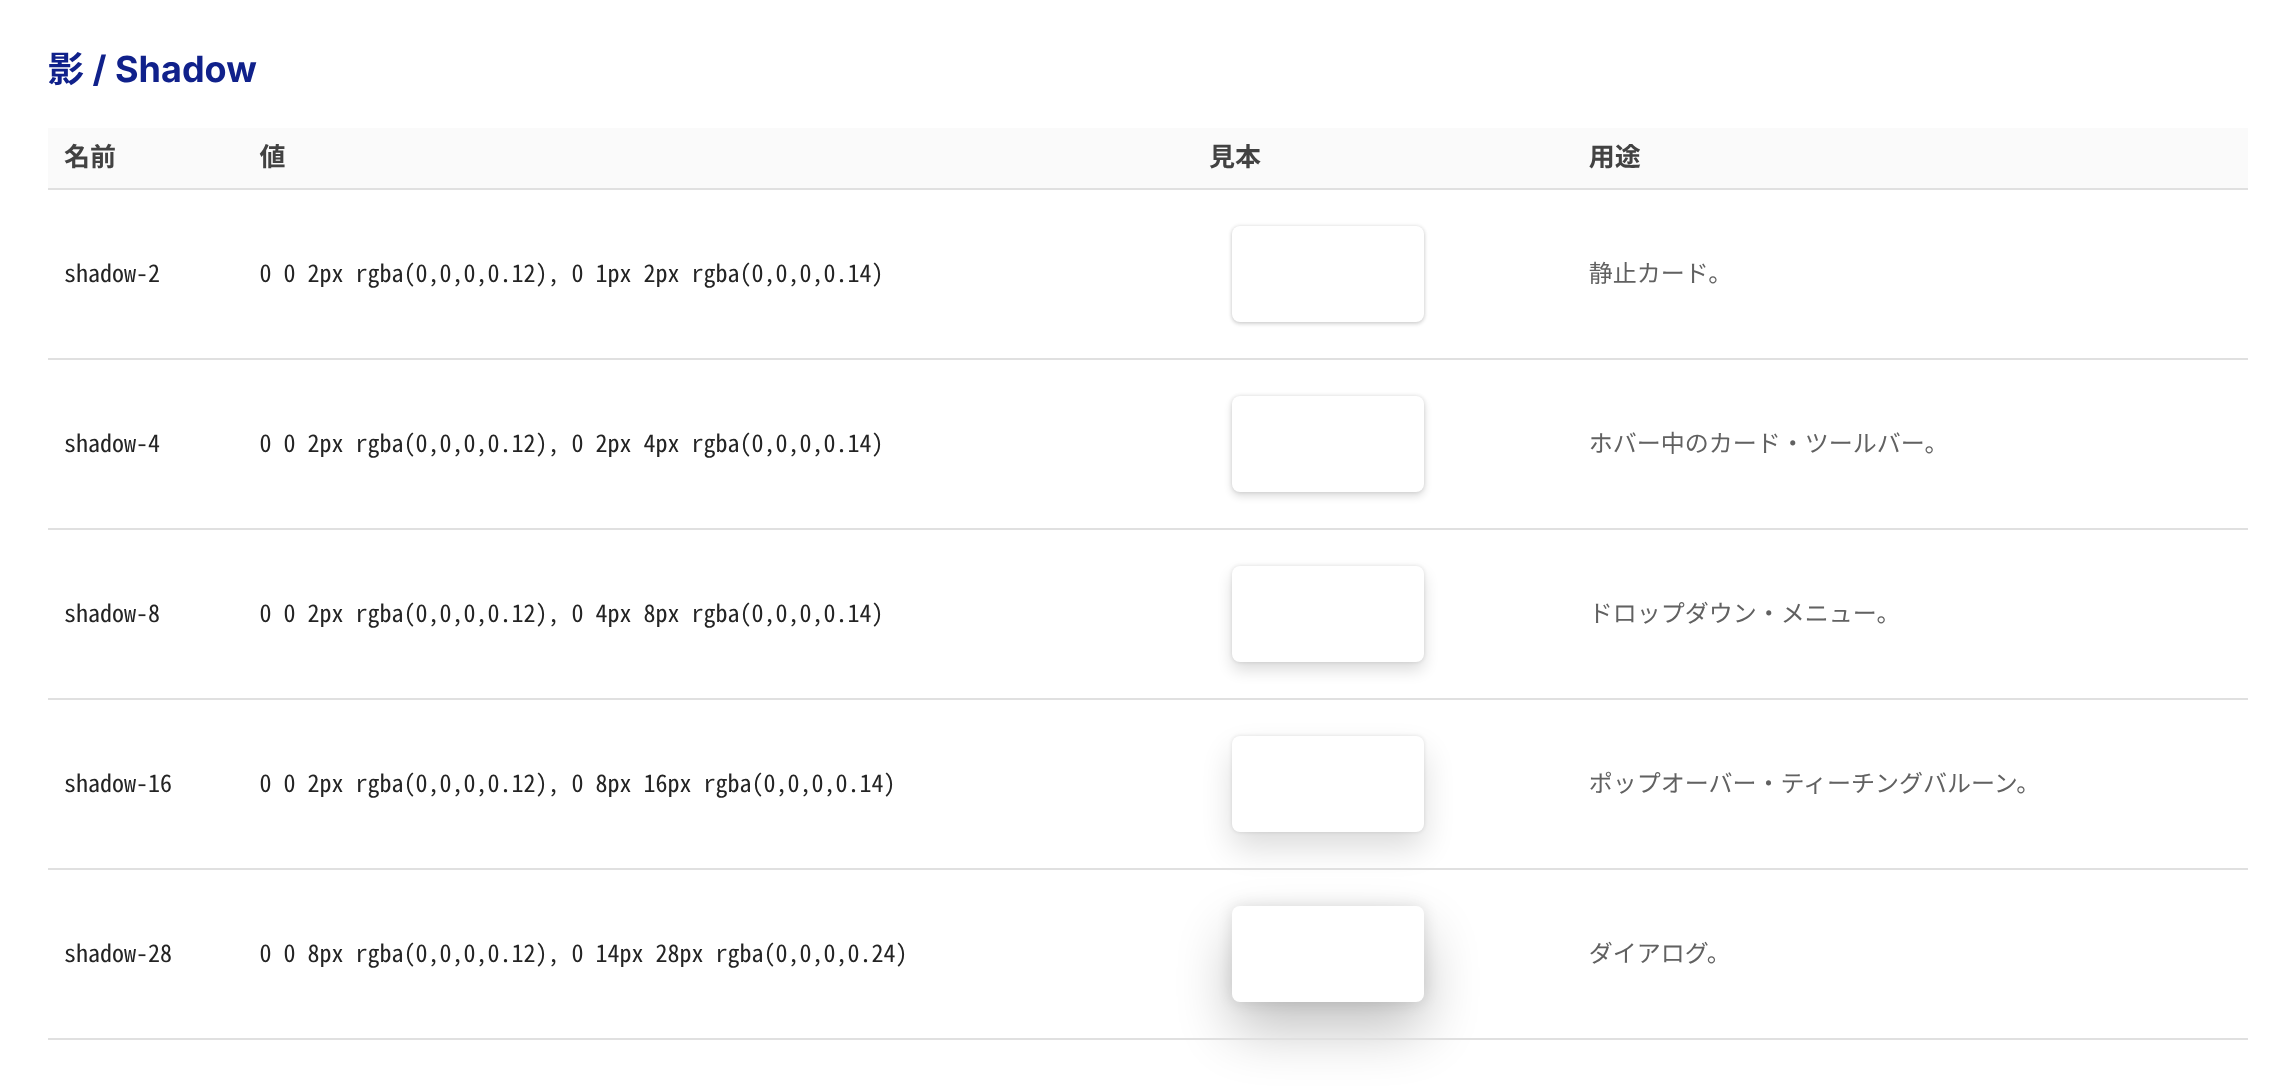 影 / Shadow
名前 値 見本 用途
shadow-2 0 0 2px rgba(0,0,0,0.12), 0 1px 2px rgba(0,0,0,0.14) 静止カード。
shadow-4 0 0 2px rgba(0,0,0,0.12), 0 2px 4px rgba(0,0,0,0.14) ホバー中のカード・ツールバー。
shadow-8 0 0 2px rgba(0,0,0,0.12), 0 4px 8px rgba(0,0,0,0.14) ドロップダウン・メニュー。
shadow-16 0 0 2px rgba(0,0,0,0.12), 0 8px 16px rgba(0,0,0,0.14) ポップオーバー・ティーチングバルーン。
shadow-28 0 0 8px rgba(0,0,0,0.12), 0 14px 28px rgba(0,0,0,0.24) ダイアログ。